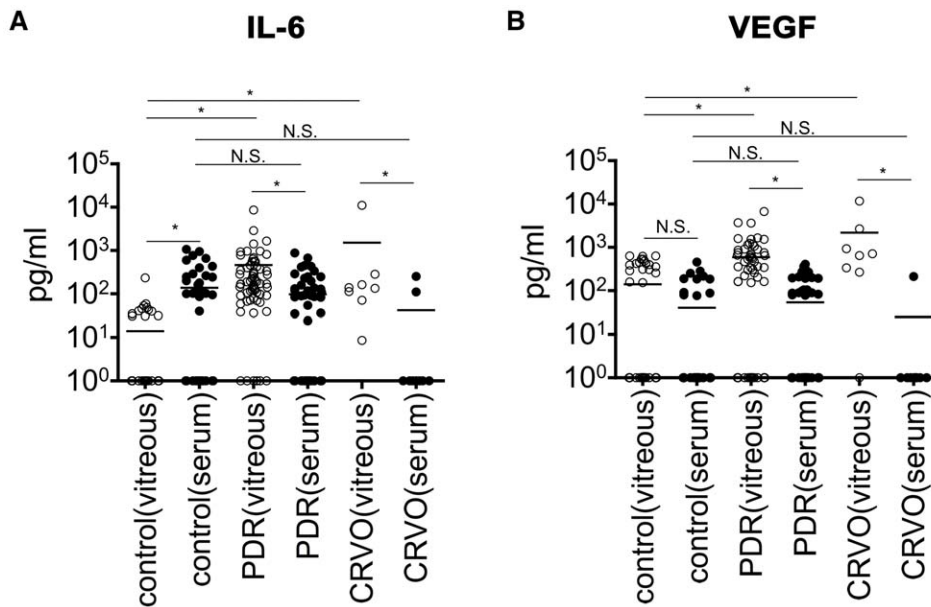 A
IL-6
*
*
N.S.
N.S.
*
*
*
10⁵
10⁴
10³
10²
10¹
10⁰
pg/ml
control(vitreous)
control(serum)
PDR(vitreous)
PDR(serum)
CRVO(vitreous)
CRVO(serum)
B
VEGF
*
*
N.S.
N.S.
*
*
N.S.
10⁵
10⁴
10³
10²
10¹
10⁰
pg/ml
control(vitreous)
control(serum)
PDR(vitreous)
PDR(serum)
CRVO(vitreous)
CRVO(serum)